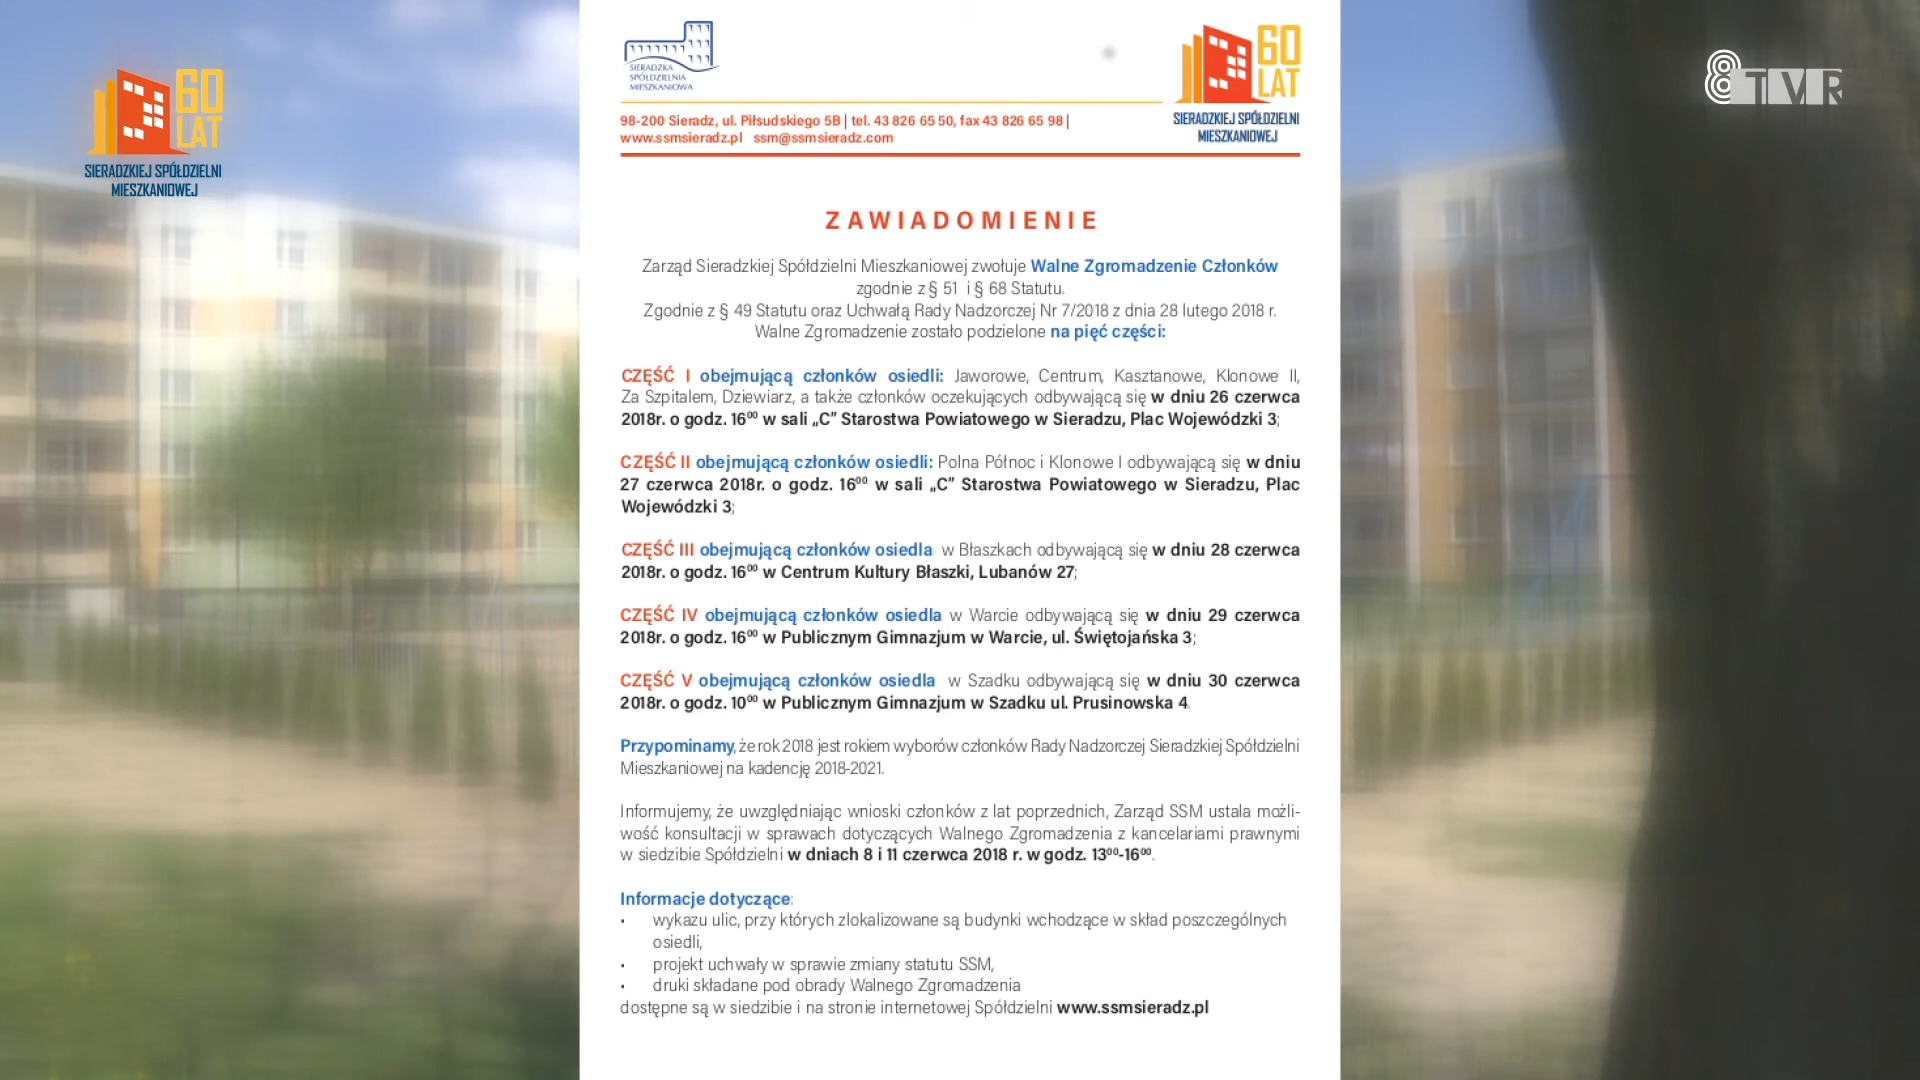 60
LAT
SIERADZKIEJ SPÓŁDZIELNI
MIESZKANIOWEJ
8 TVR
SIERADZKA
SPÓŁDZIELNIA
MIESZKANIOWA
60
LAT
SIERADZKIEJ SPÓŁDZIELNI
MIESZKANIOWEJ
98-200 Sieradz, ul. Piłsudskiego 5B | tel. 43 826 65 50, fax 43 826 65 98 |
www.ssmsieradz.pl ssm@ssmsieradz.com
ZAWIADOMIENIE
Zarząd Sieradzkiej Spółdzielni Mieszkaniowej zwołuje Walne Zgromadzenie Członków
zgodnie z § 51 i § 68 Statutu.
Zgodnie z § 49 Statutu oraz Uchwałą Rady Nadzorczej Nr 7/2018 z dnia 28 lutego 2018 r.
Walne Zgromadzenie zostało podzielone na pięć części:
CZĘŚĆ I obejmującą członków osiedli: Jaworowe, Centrum, Kasztanowe, Klonowe II,
Za Szpitalem, Dziewiarz, a także członków oczekujących odbywającą się w dniu 26 czerwca
2018r. o godz. 16⁰⁰ w sali „C” Starostwa Powiatowego w Sieradzu, Plac Wojewódzki 3;
CZĘŚĆ II obejmującą członków osiedli: Polna Północ i Klonowe I odbywającą się w dniu
27 czerwca 2018r. o godz. 16⁰⁰ w sali „C” Starostwa Powiatowego w Sieradzu, Plac
Wojewódzki 3;
CZĘŚĆ III obejmującą członków osiedla w Błaszkach odbywającą się w dniu 28 czerwca
2018r. o godz. 16⁰⁰ w Centrum Kultury Błaszki, Lubanów 27;
CZĘŚĆ IV obejmującą członków osiedla w Warcie odbywającą się w dniu 29 czerwca
2018r. o godz. 16⁰⁰ w Publicznym Gimnazjum w Warcie, ul. Świętojańska 3;
CZĘŚĆ V obejmującą członków osiedla w Szadku odbywającą się w dniu 30 czerwca
2018r. o godz. 10⁰⁰ w Publicznym Gimnazjum w Szadku ul. Prusinowska 4.
Przypominamy, że rok 2018 jest rokiem wyborów członków Rady Nadzorczej Sieradzkiej Spółdzielni
Mieszkaniowej na kadencję 2018-2021.
Informujemy, że uwzględniając wnioski członków z lat poprzednich, Zarząd SSM ustala możli-
wość konsultacji w sprawach dotyczących Walnego Zgromadzenia z kancelariami prawnymi
w siedzibie Spółdzielni w dniach 8 i 11 czerwca 2018 r. w godz. 13⁰⁰-16⁰⁰.
Informacje dotyczące:
• wykazu ulic, przy których zlokalizowane są budynki wchodzące w skład poszczególnych
osiedli,
• projekt uchwały w sprawie zmiany statutu SSM,
• druki składane pod obrady Walnego Zgromadzenia
dostępne są w siedzibie i na stronie internetowej Spółdzielni www.ssmsieradz.pl